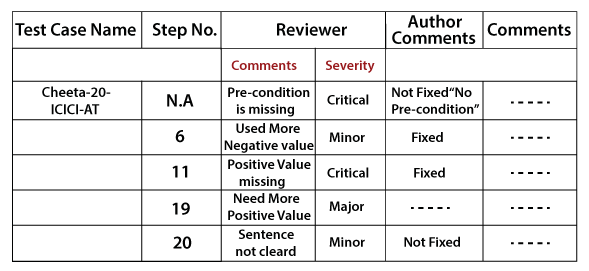 Test Case Name Step No. Reviewer Author Comments Comments
Comments Severity
Cheeta-20-ICICI-AT N.A Pre-condition is missing Critical Not Fixed“No Pre-condition” -----
6 Used More Negative value Minor Fixed -----
11 Positive Value missing Critical Fixed -----
19 Need More Positive Value Major ----- -----
20 Sentence not cleard Minor Not Fixed -----